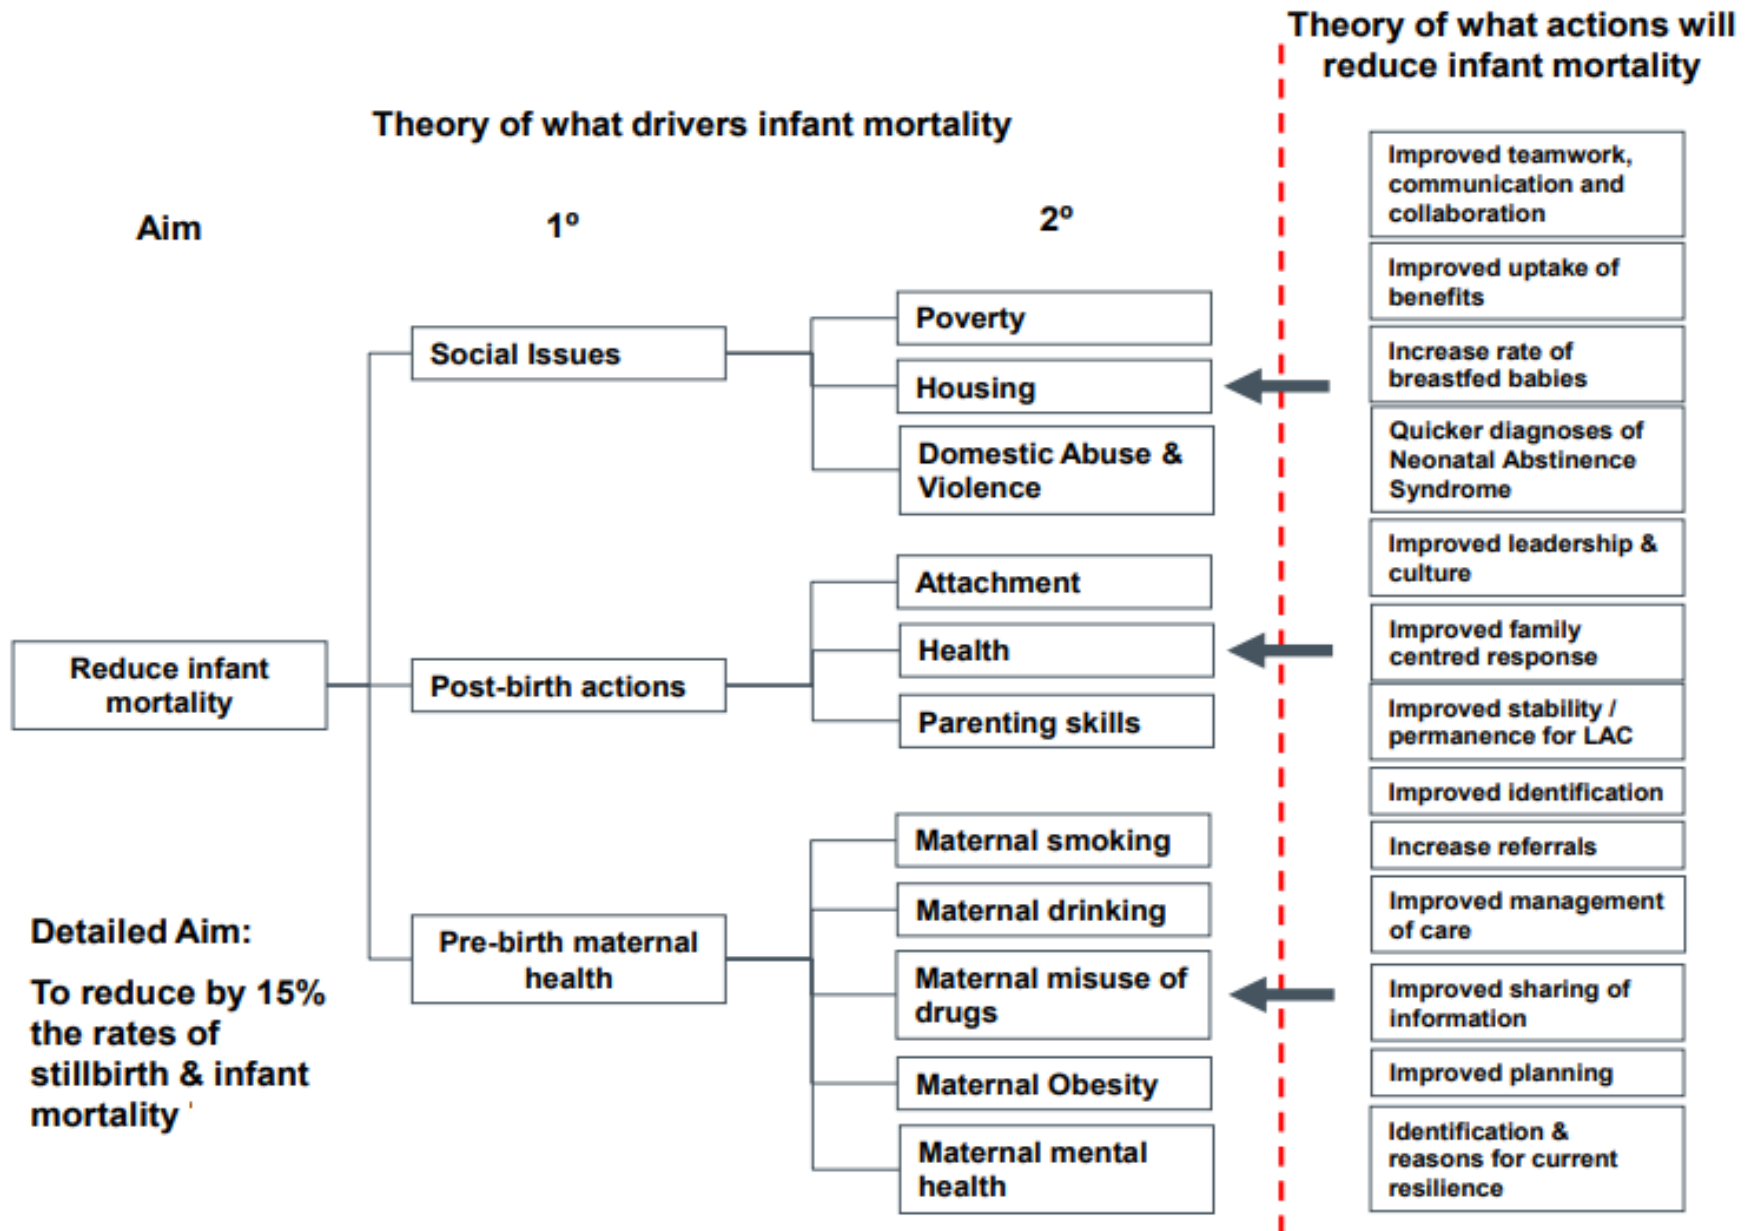 Theory of what actions will
reduce infant mortality
Theory of what drivers infant mortality
Aim
1º
2º
Reduce infant
mortality
Social Issues
Post-birth actions
Pre-birth maternal
health
Poverty
Housing
Domestic Abuse &
Violence
Attachment
Health
Parenting skills
Maternal smoking
Maternal drinking
Maternal misuse of
drugs
Maternal Obesity
Maternal mental
health
Improved teamwork,
communication and
collaboration
Improved uptake of
benefits
Increase rate of
breastfed babies
Quicker diagnoses of
Neonatal Abstinence
Syndrome
Improved leadership &
culture
Improved family
centred response
Improved stability /
permanence for LAC
Improved identification
Increase referrals
Improved management
of care
Improved sharing of
information
Improved planning
Identification &
reasons for current
resilience
Detailed Aim:
To reduce by 15%
the rates of
stillbirth & infant
mortality '